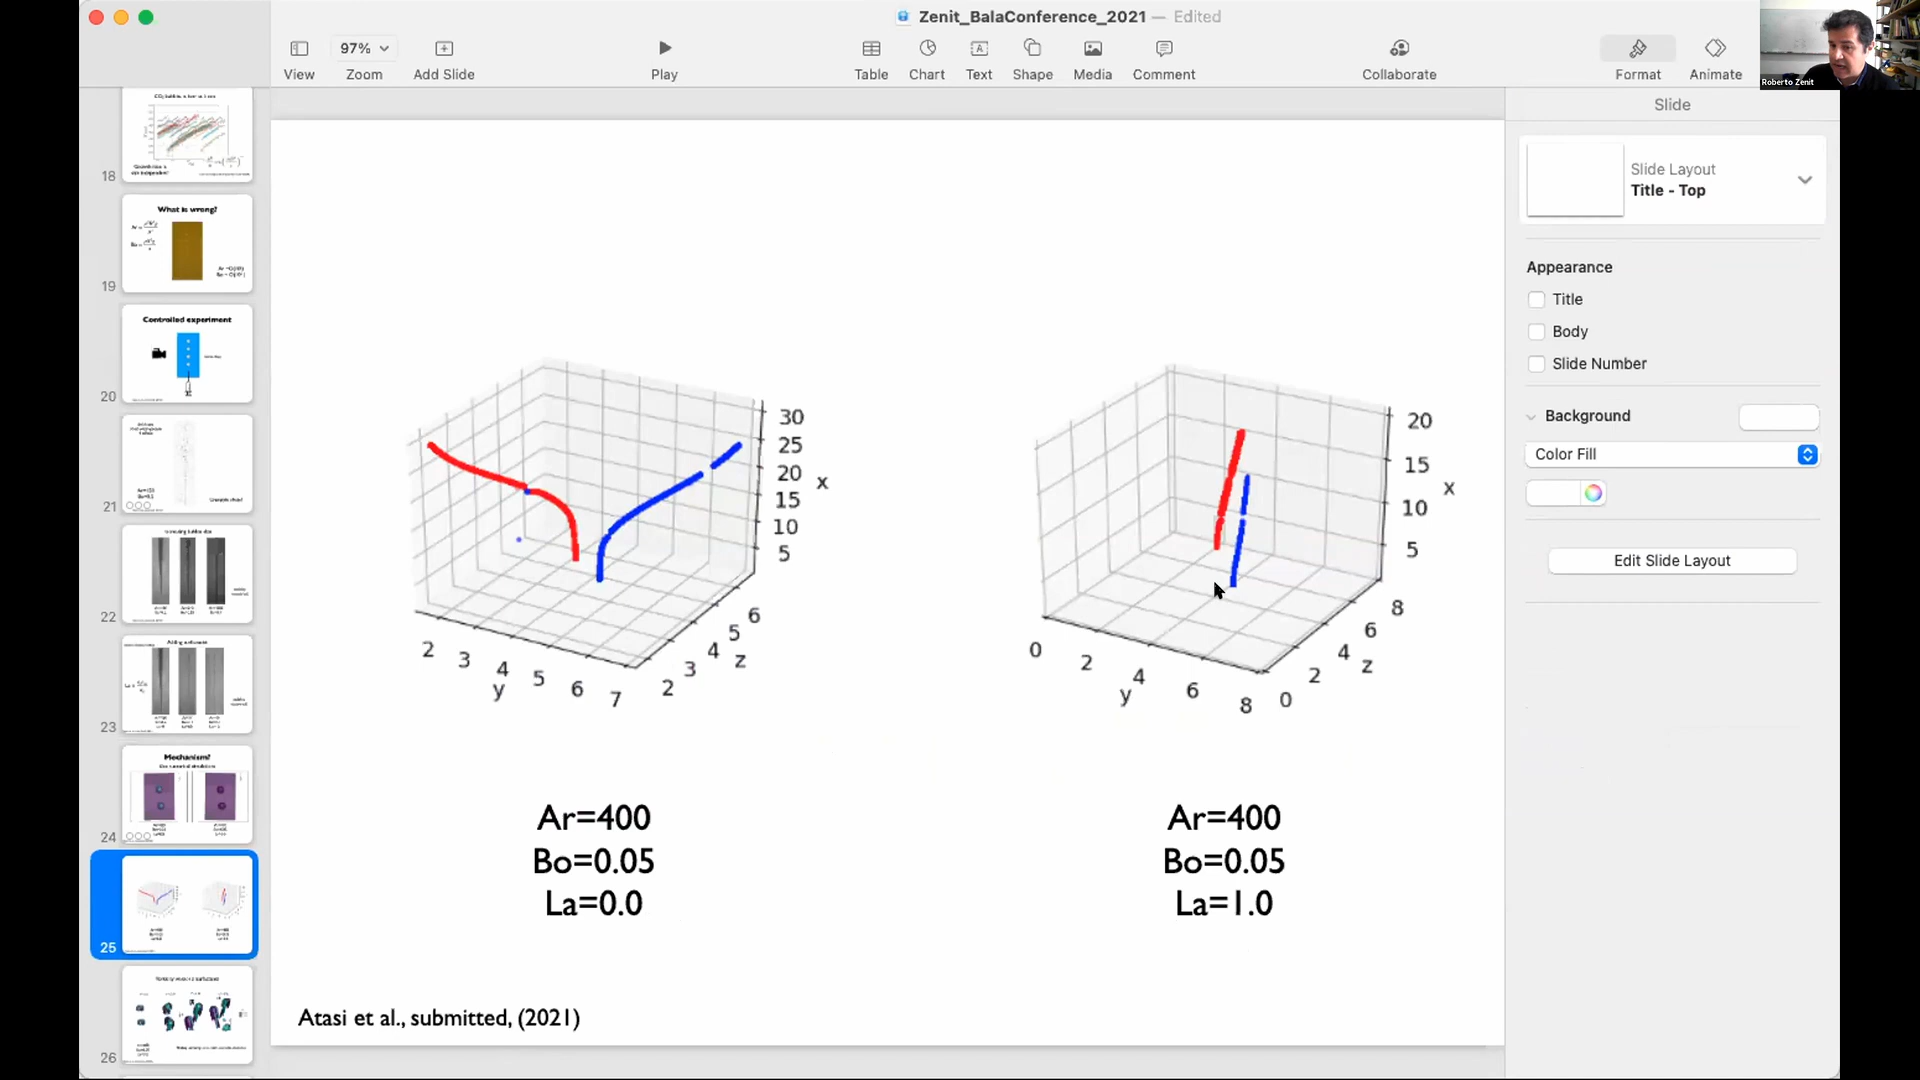 Zenit_BalaConference_2021 — Edited
97%
View
Zoom
Add Slide
Play
Table
Chart
Text
Shape
Media
Comment
Collaborate
Format
Animate
Roberto Zenit
Slide
Slide Layout
Title - Top
Appearance
Title
Body
Slide Number
Background
Color Fill
Edit Slide Layout
18
What is wrong?
19
Controlled experiment
20
21
22
Adding surfactants
23
Mechanism?
24
25
26
30
25
20
15
10
5
x
6
5
4
3
2
z
2
3
4
5
6
7
y
Ar=400
Bo=0.05
La=0.0
20
15
10
5
x
8
6
4
2
0
z
0
2
4
6
8
y
Ar=400
Bo=0.05
La=1.0
Atasi et al., submitted, (2021)